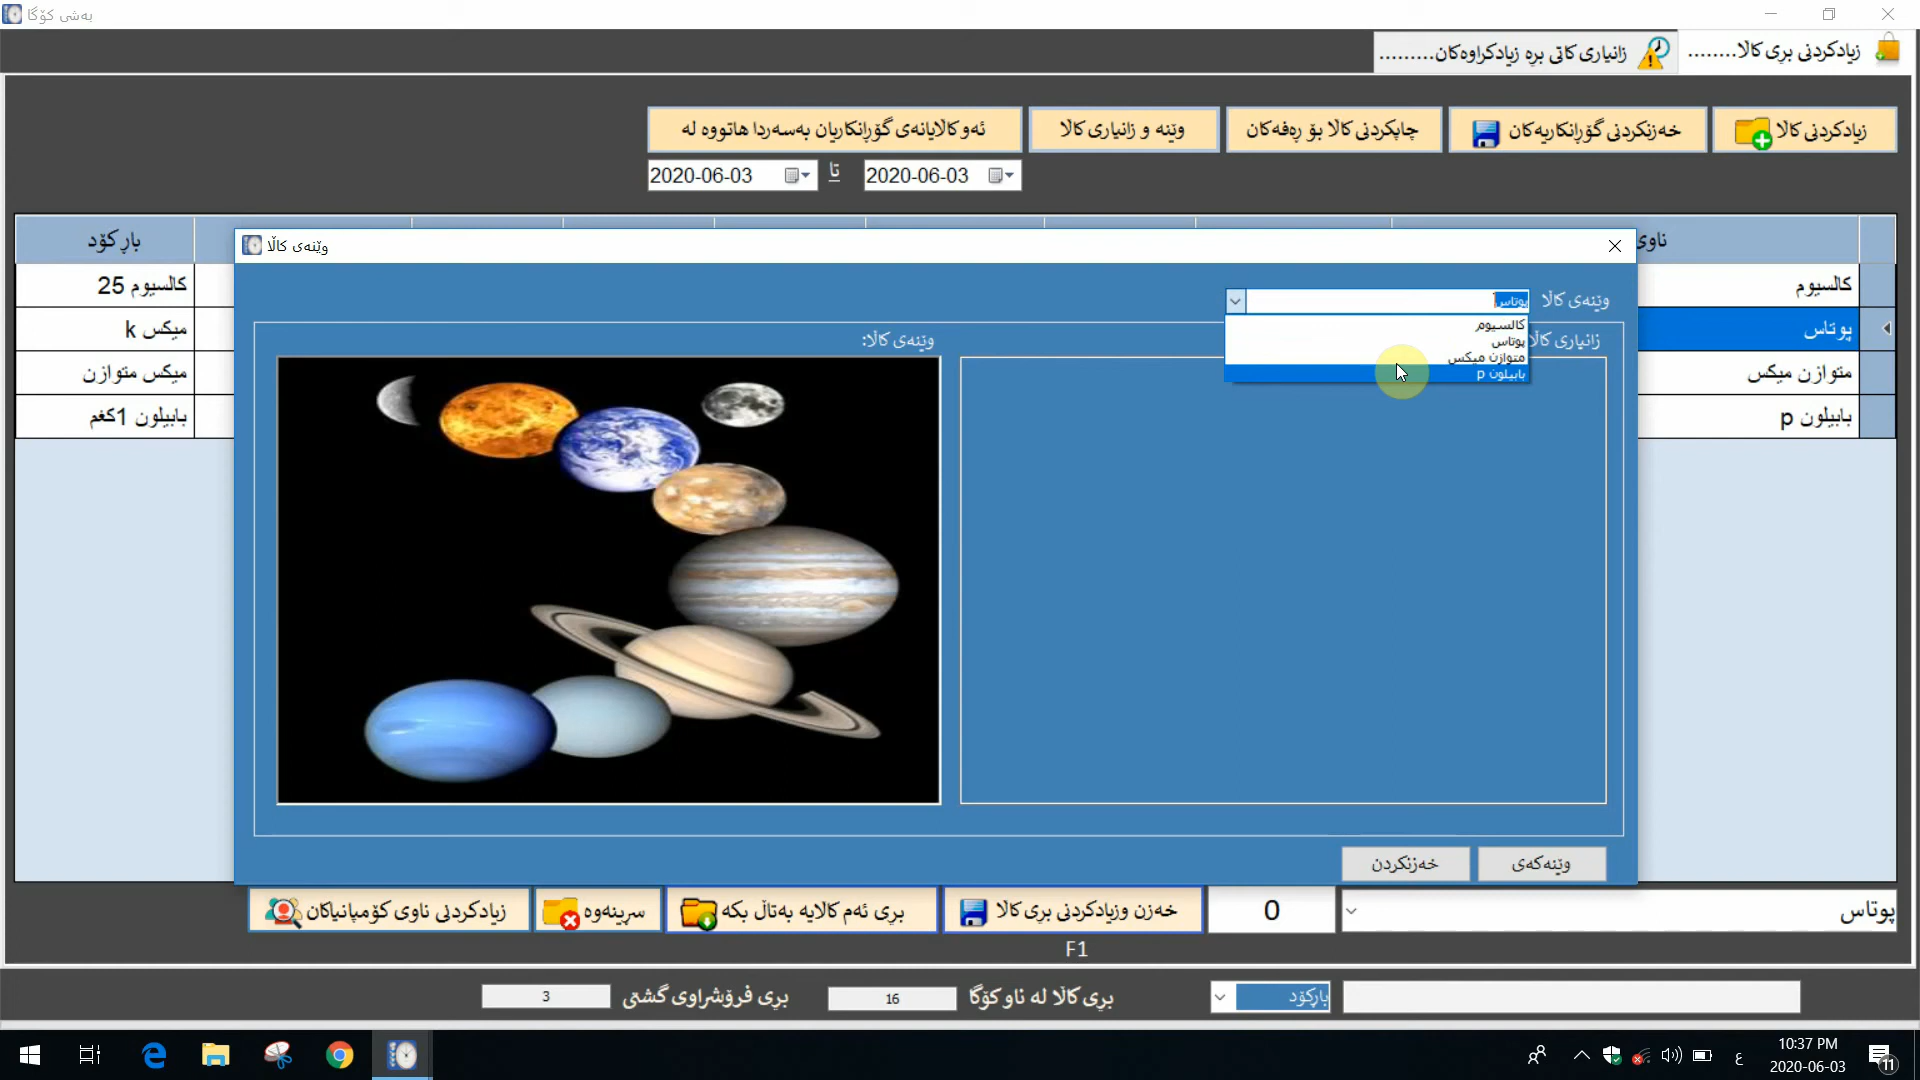 بەشی کۆگا
زیادکردنی بڕی کاڵا........
زانیاری کاتی بڕە زیادکراوەکان.........
زیادکردنی کاڵا
خەزنکردنی گۆڕانکاریەکان
چاپکردنی کاڵا بۆ ڕەفەکان
وێنە و زانیاری کاڵا
ئەو کاڵایانەی گۆڕانکاریان بەسەردا هاتووە لە
2020-06-03
تا
2020-06-03
ناوی
بارکۆد
کالسیوم
کالسیوم 25
پوتاس
میکس k
متوازن میکس
میکس متوازن
بابیلون p
بابیلون 1کغم
وێنەی کاڵا
وێنەی کاڵا
پوتاس
کالسیوم
پوتاس
متوازن میکس
بابیلون p
زانیاری کاڵا
وێنەی کاڵا:
وێنەکەی
خەزنکردن
پوتاس
0
خەزن وزیادکردنی بڕی کاڵا
بڕی ئەم کاڵایە بەتاڵ بکە
سڕینەوە
زیادکردنی ناوی کۆمپانیاکان
F1
بارکۆد
بڕی کاڵا لە ناو کۆگا
16
بڕی فرۆشراوی گشتی
3
ع
10:37 PM
2020-06-03
11